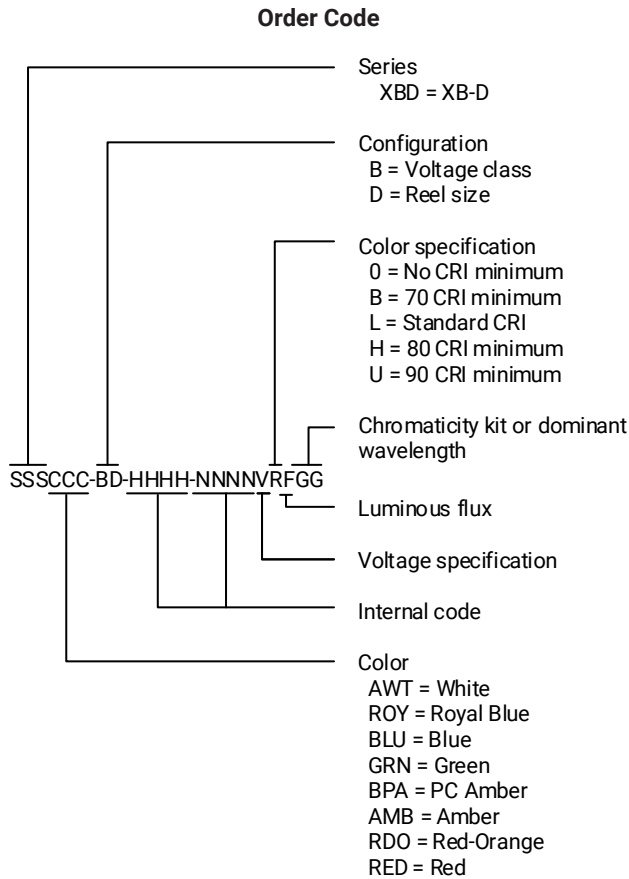 Order Code
Series
XBD = XB-D
Configuration
B = Voltage class
D = Reel size
Color specification
0 = No CRI minimum
B = 70 CRI minimum
L = Standard CRI
H = 80 CRI minimum
U = 90 CRI minimum
Chromaticity kit or dominant
wavelength
SSSCCC-BD-HHHH-NNNNVRFGG
Luminous flux
Voltage specification
Internal code
Color
AWT = White
ROY = Royal Blue
BLU = Blue
GRN = Green
BPA = PC Amber
AMB = Amber
RDO = Red-Orange
RED = Red